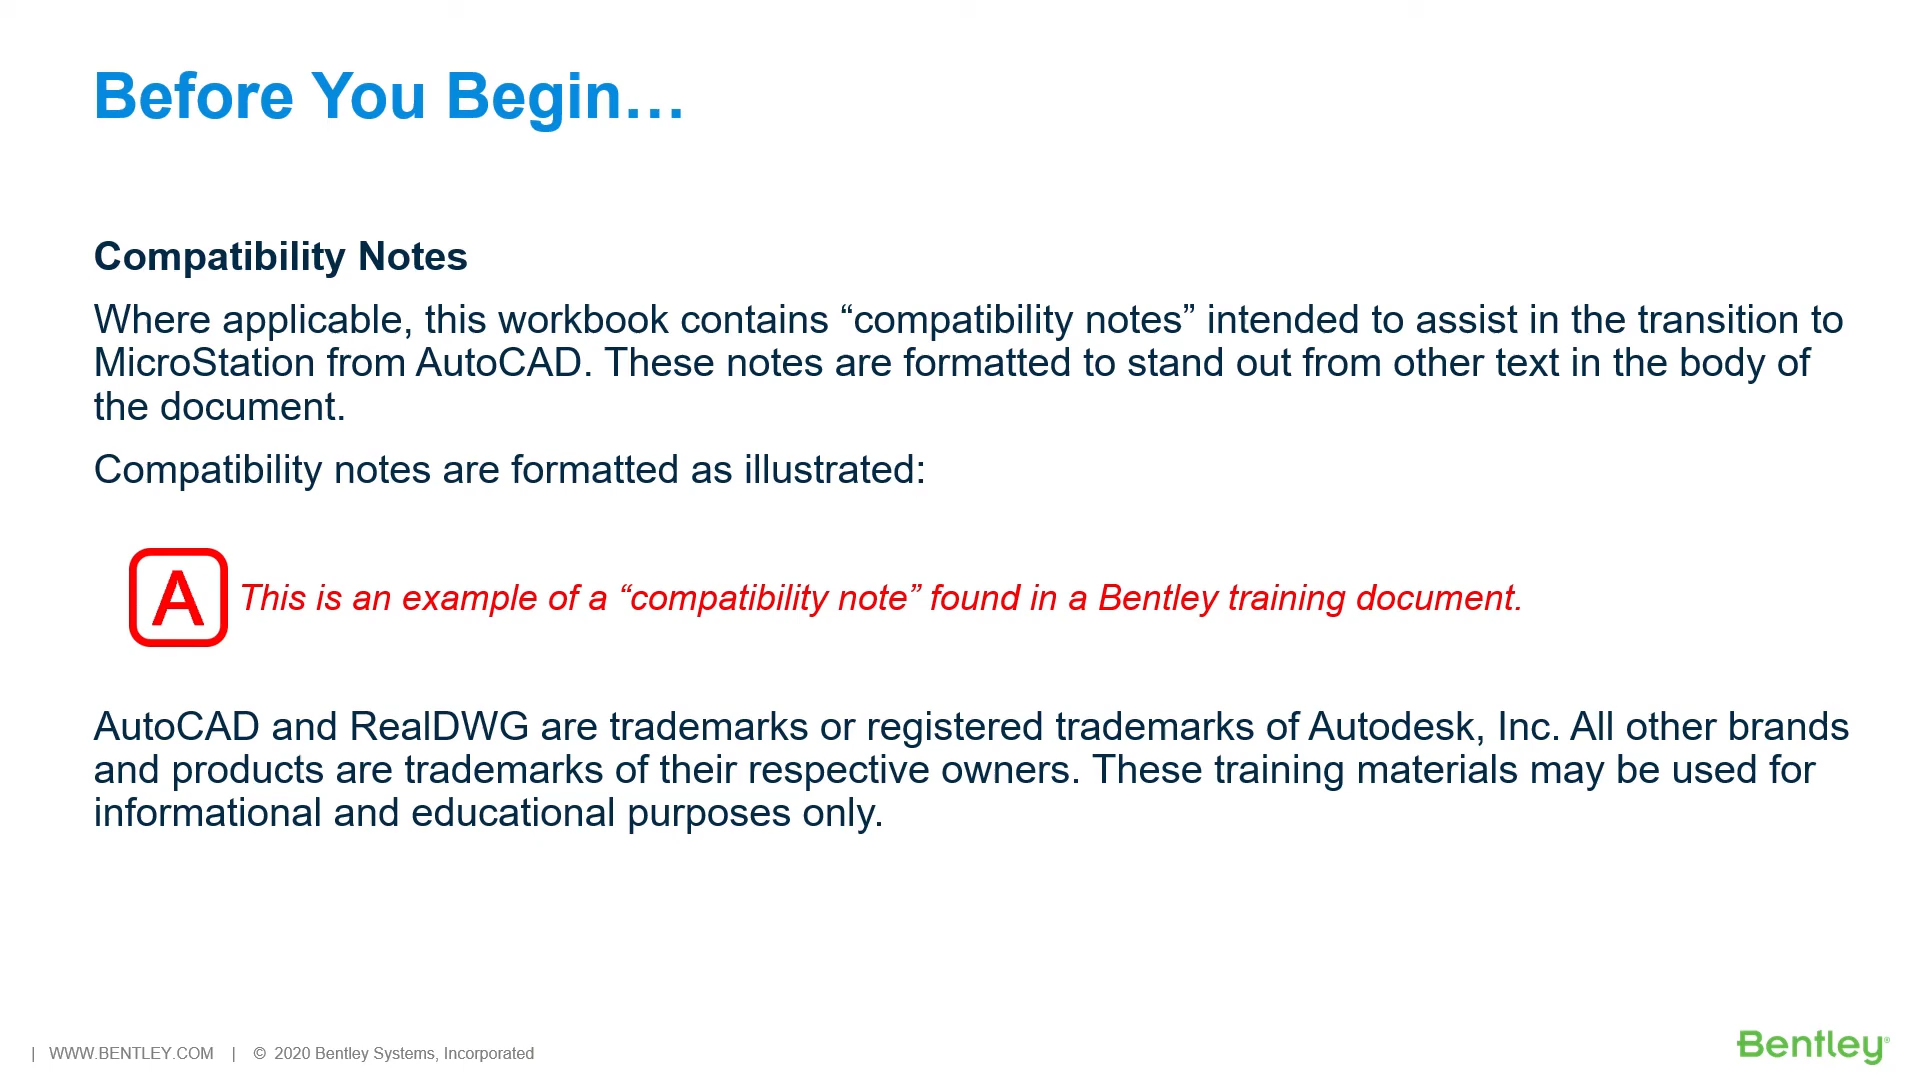 Before You Begin…
Compatibility Notes
Where applicable, this workbook contains “compatibility notes” intended to assist in the transition to
MicroStation from AutoCAD. These notes are formatted to stand out from other text in the body of
the document.
Compatibility notes are formatted as illustrated:
A
This is an example of a “compatibility note” found in a Bentley training document.
AutoCAD and RealDWG are trademarks or registered trademarks of Autodesk, Inc. All other brands
and products are trademarks of their respective owners. These training materials may be used for
informational and educational purposes only.
| WWW.BENTLEY.COM | © 2020 Bentley Systems, Incorporated
Bentley®